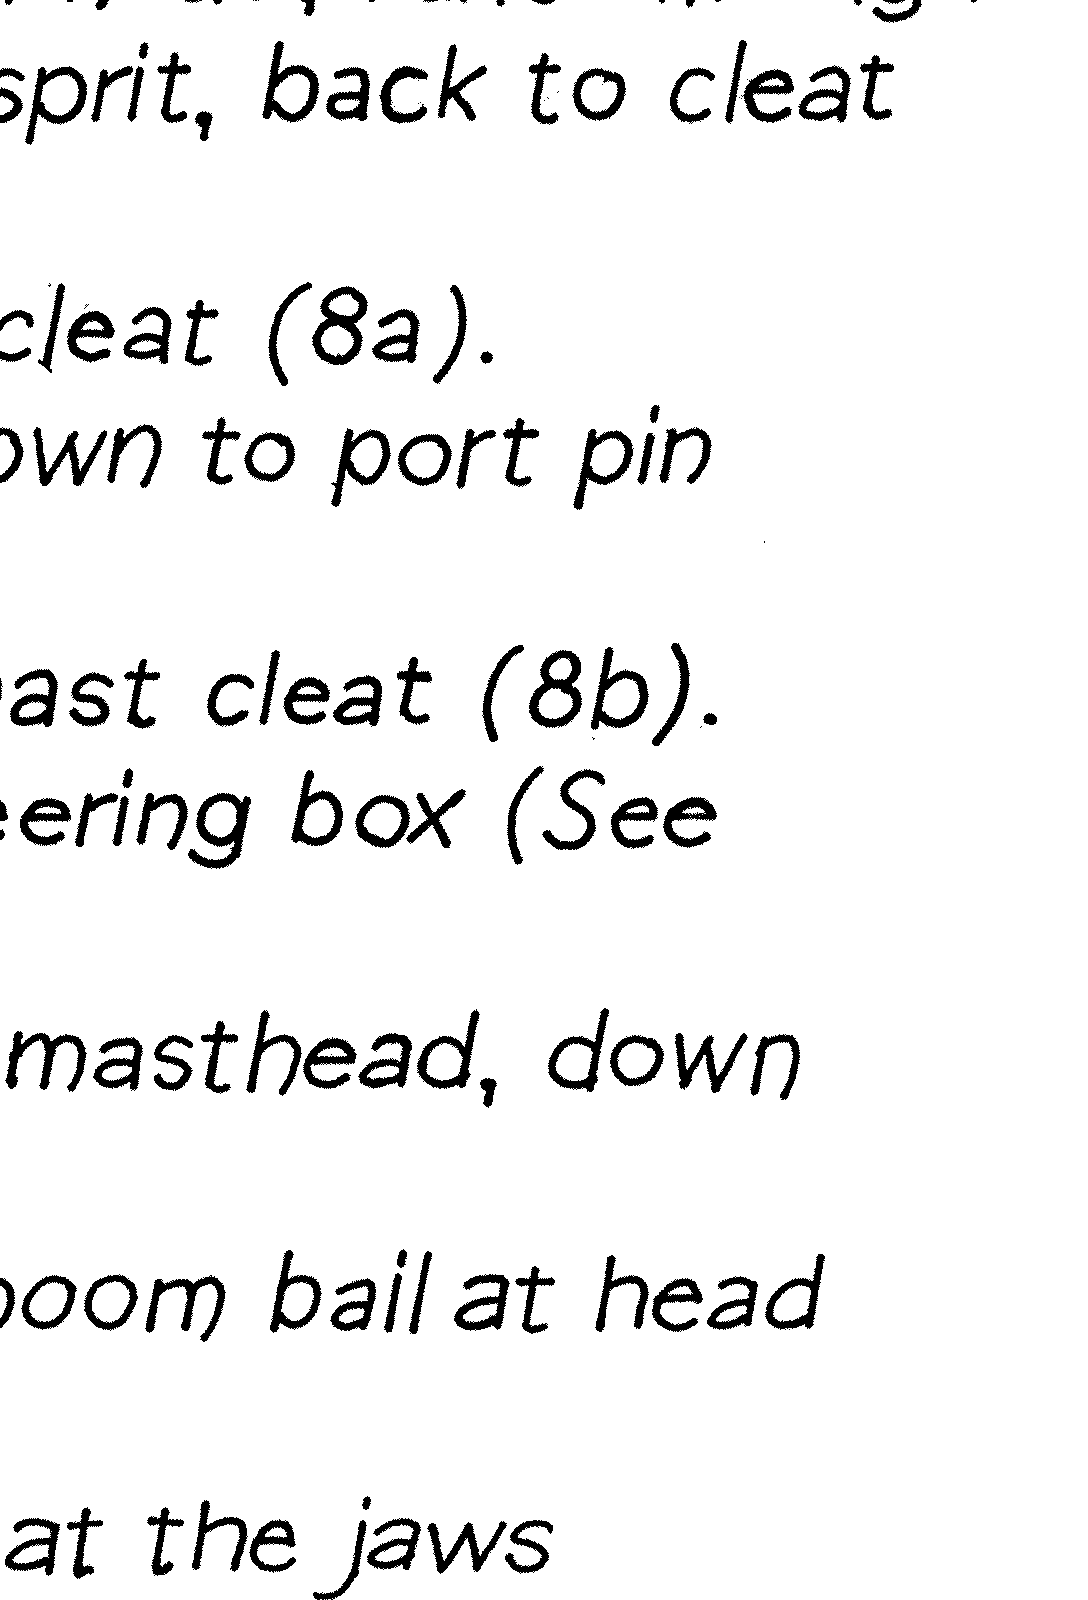 sprit, back to cleat
cleat (8a).
own to port pin
ast cleat (8b).
eering box (See
masthead, down
boom bail at head
at the jaws